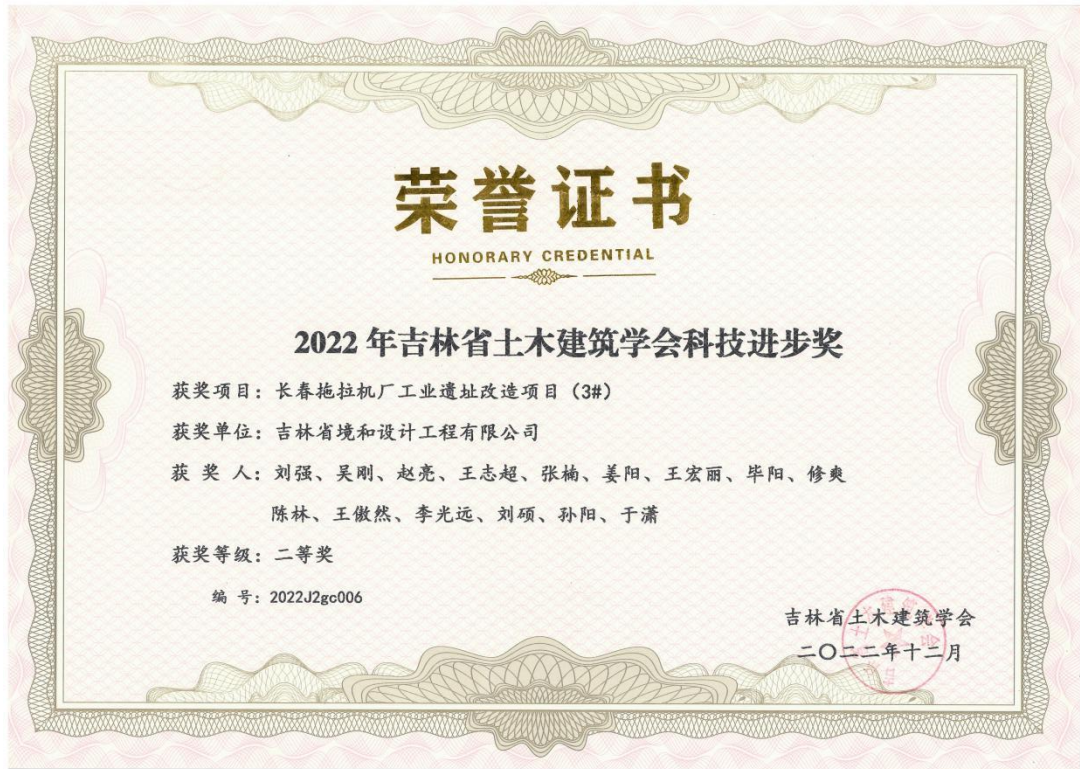 荣誉证书
HONORARY CREDENTIAL
2022 年吉林省土木建筑学会科技进步奖
获奖项目：长春拖拉机厂工业遗址改造项目（3#）
获奖单位：吉林省境和设计工程有限公司
获 奖 人：刘强、吴刚、赵亮、王志超、张楠、姜阳、王宏丽、毕阳、修爽
陈林、王傲然、李光远、刘硕、孙阳、于潇
获奖等级：二等奖
编 号：2022J2gc006
吉林省土木建筑学会
二〇二二年十二月